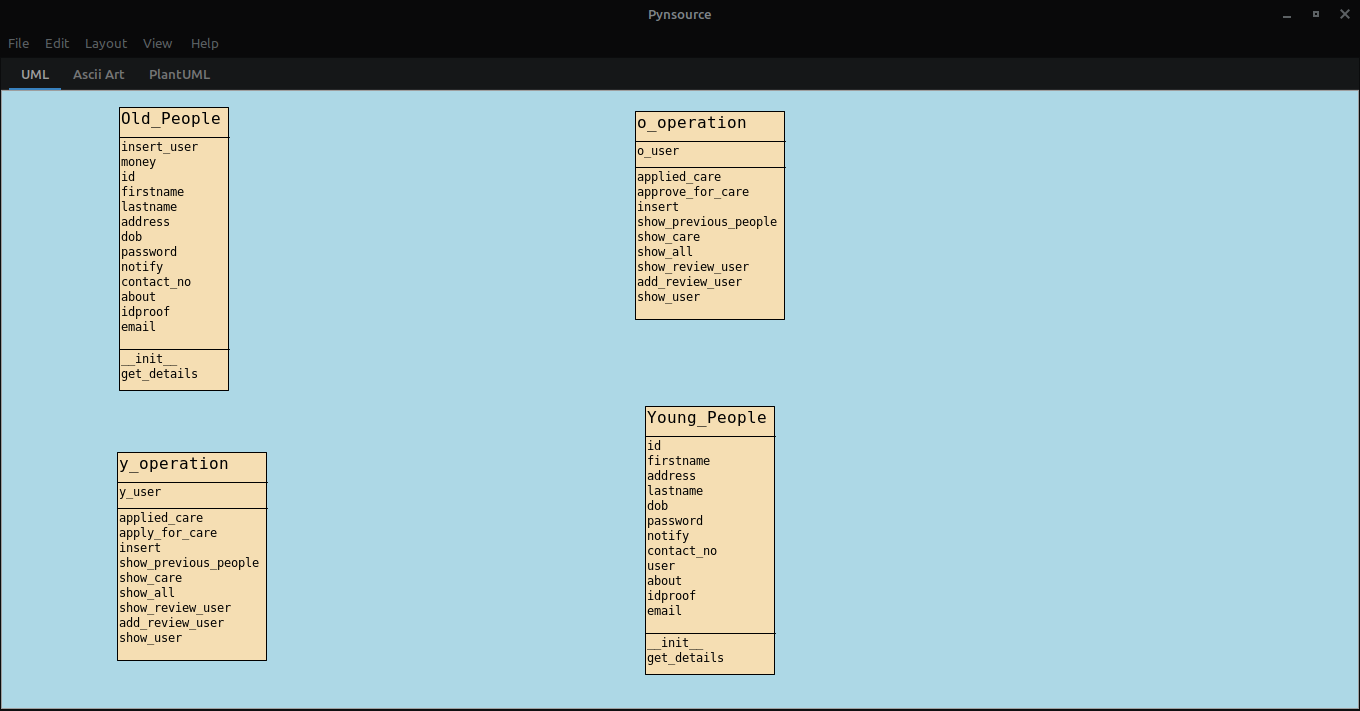 Pynsource
File Edit Layout View Help
UML Ascii Art PlantUML
Old_People
insert_user
money
id
firstname
lastname
address
dob
password
notify
contact_no
about
idproof
email
__init__
get_details
o_operation
o_user
applied_care
approve_for_care
insert
show_previous_people
show_care
show_all
show_review_user
add_review_user
show_user
y_operation
y_user
applied_care
apply_for_care
insert
show_previous_people
show_care
show_all
show_review_user
add_review_user
show_user
Young_People
id
firstname
address
lastname
dob
password
notify
contact_no
user
about
idproof
email
__init__
get_details